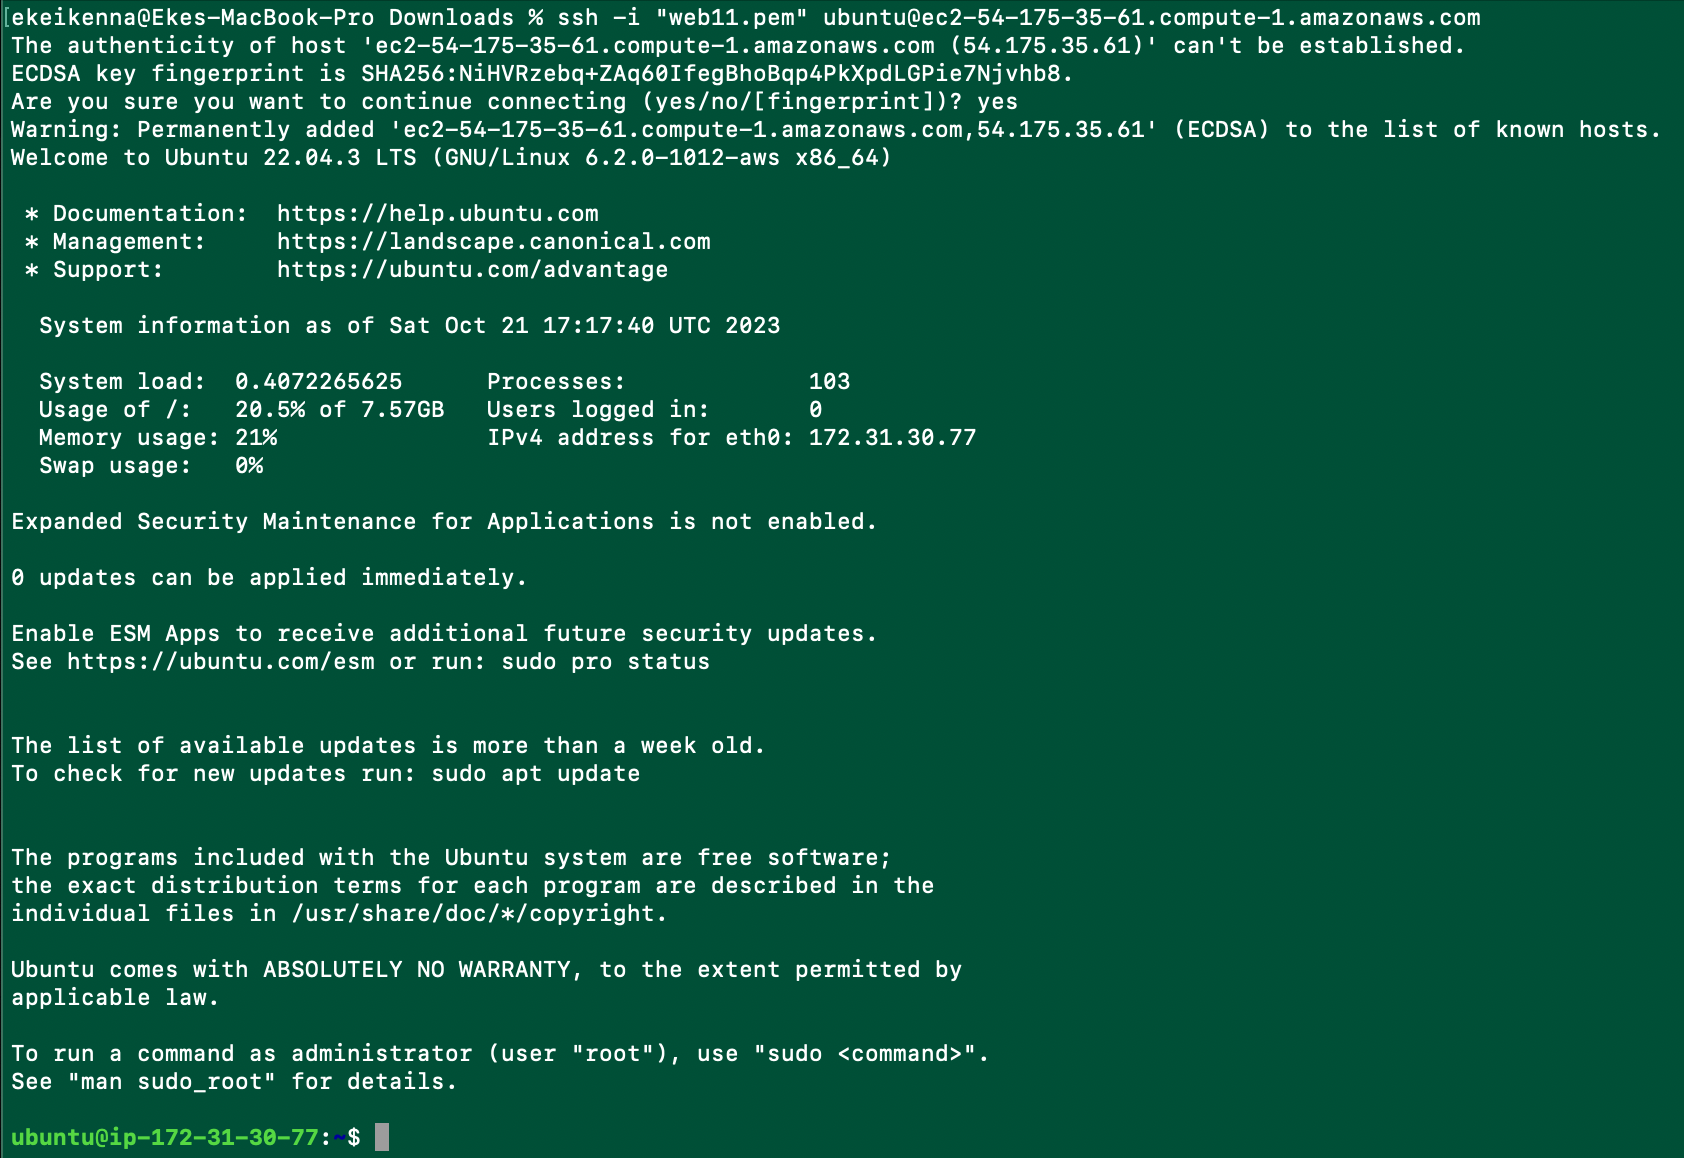 [ekeikenna@Ekes-MacBook-Pro Downloads % ssh -i "web11.pem" ubuntu@ec2-54-175-35-61.compute-1.amazonaws.com
The authenticity of host 'ec2-54-175-35-61.compute-1.amazonaws.com (54.175.35.61)' can't be established.
ECDSA key fingerprint is SHA256:NiHVRzebq+ZAq60IfegBhoBqp4PkXpdLGPie7Njvhb8.
Are you sure you want to continue connecting (yes/no/[fingerprint])? yes
Warning: Permanently added 'ec2-54-175-35-61.compute-1.amazonaws.com,54.175.35.61' (ECDSA) to the list of known hosts.
Welcome to Ubuntu 22.04.3 LTS (GNU/Linux 6.2.0-1012-aws x86_64)

 * Documentation:  https://help.ubuntu.com
 * Management:     https://landscape.canonical.com
 * Support:        https://ubuntu.com/advantage

  System information as of Sat Oct 21 17:17:40 UTC 2023

  System load:  0.4072265625      Processes:             103
  Usage of /:   20.5% of 7.57GB   Users logged in:       0
  Memory usage: 21%               IPv4 address for eth0: 172.31.30.77
  Swap usage:   0%

Expanded Security Maintenance for Applications is not enabled.

0 updates can be applied immediately.

Enable ESM Apps to receive additional future security updates.
See https://ubuntu.com/esm or run: sudo pro status

The list of available updates is more than a week old.
To check for new updates run: sudo apt update

The programs included with the Ubuntu system are free software;
the exact distribution terms for each program are described in the
individual files in /usr/share/doc/*/copyright.

Ubuntu comes with ABSOLUTELY NO WARRANTY, to the extent permitted by
applicable law.

To run a command as administrator (user "root"), use "sudo <command>".
See "man sudo_root" for details.

ubuntu@ip-172-31-30-77:~$